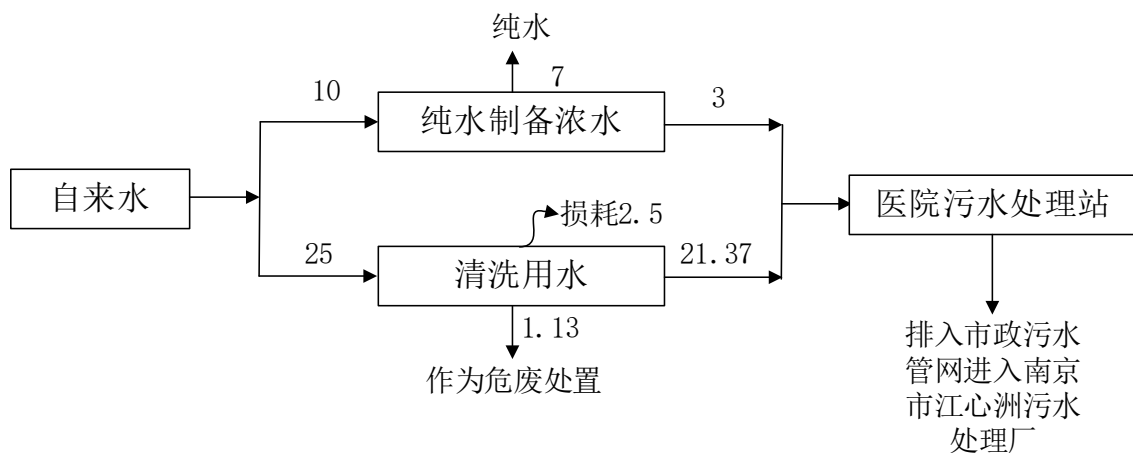 纯水
7
10
纯水制备浓水
3
自来水
医院污水处理站
损耗2.5
25
清洗用水
21.37
1.13
作为危废处置
排入市政污水
管网进入南京
市江心洲污水
处理厂